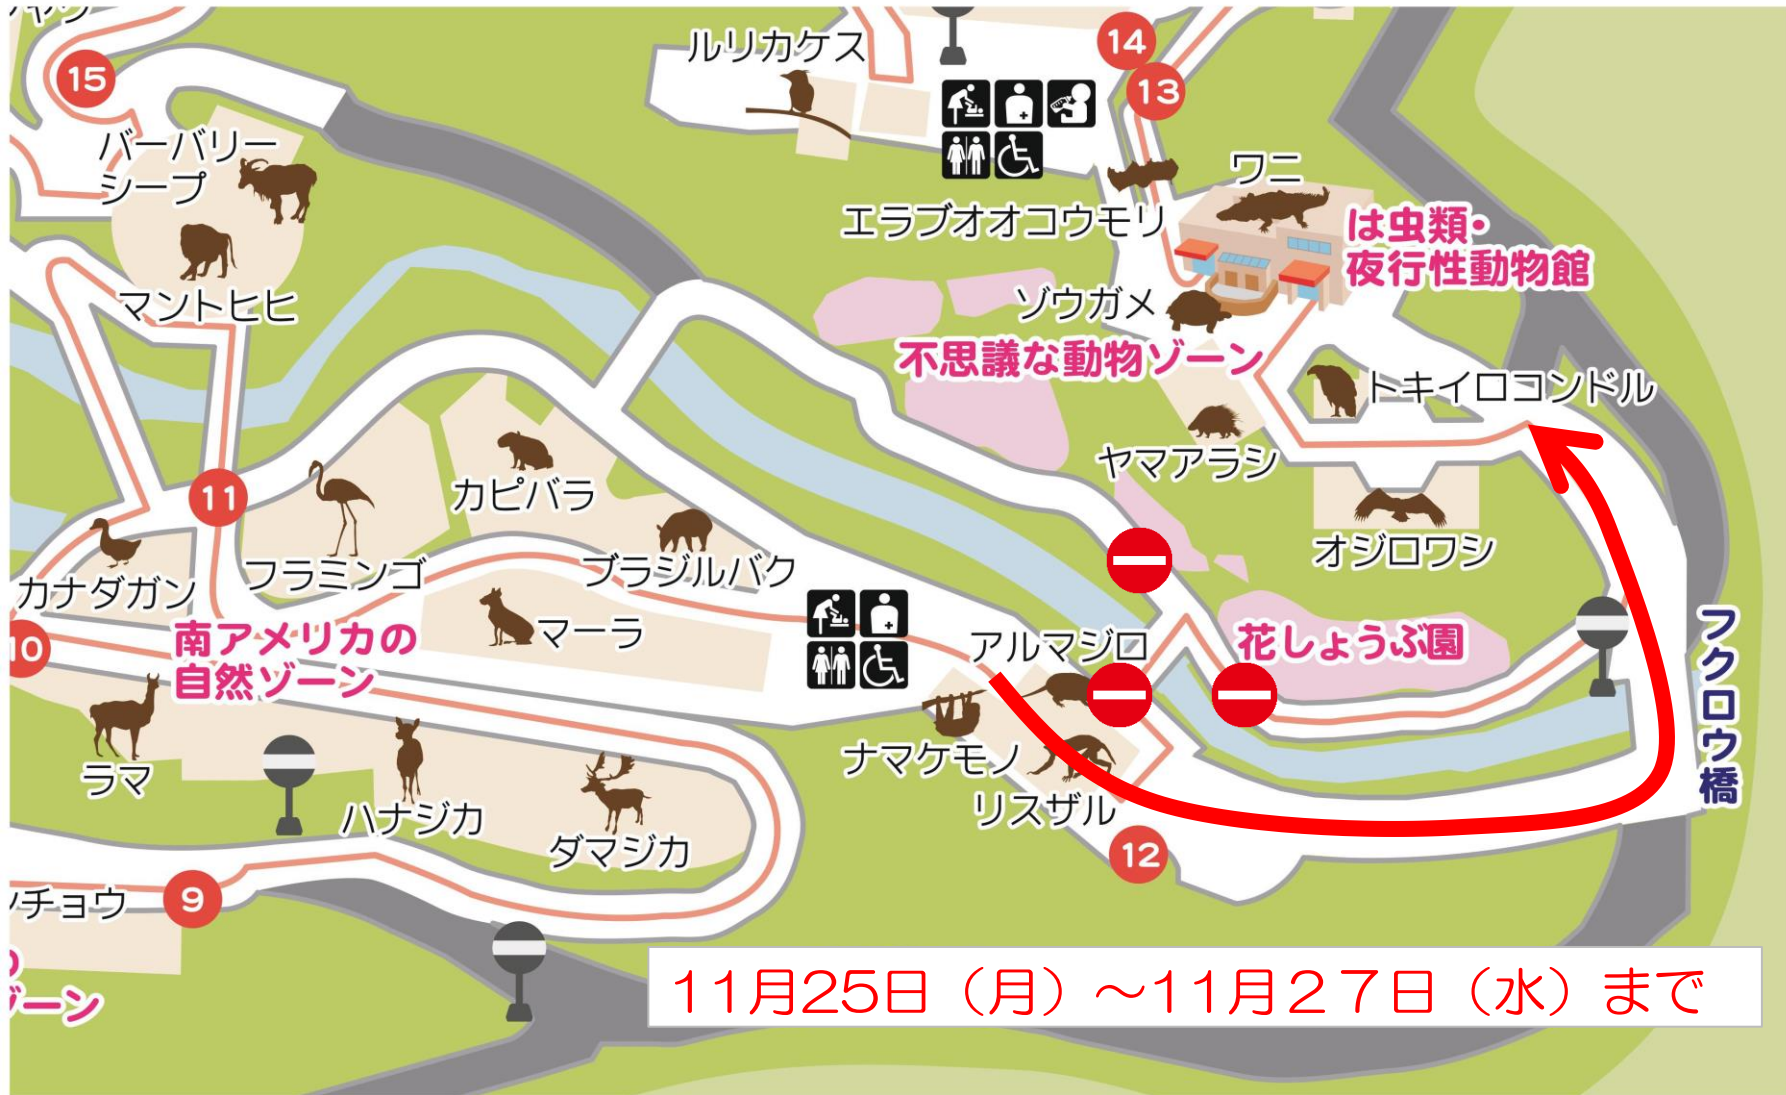 ルリカケス
14
13
15
バーバリー
シープ
ワニ
エラブオオコウモリ
は虫類・
夜行性動物館
マントヒヒ
ゾウガメ
不思議な動物ゾーン
トキイロコンドル
ヤマアラシ
11
カピバラ
オジロワシ
カナダガン
フラミンゴ
ブラジルバク
マーラ
10
南アメリカの
自然ゾーン
アルマジロ
花しょうぶ園
フクロウ橋
ラマ
ハナジカ
ダマジカ
ナマケモノ
リスザル
12
チョウ
9
ゾーン
11月25日（月）～11月２７日（水）まで